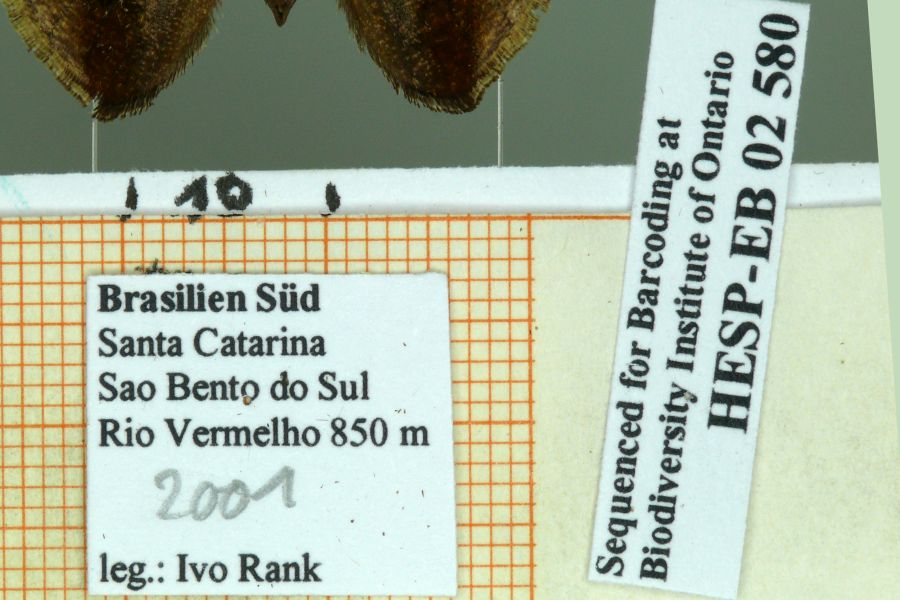 10
Brasilien Süd
Santa Catarina
Sao Bento do Sul
Rio Vermelho 850 m
2001
leg.: Ivo Rank
Sequenced for Barcoding at
Biodiversity Institute of Ontario
HESP-EB 02 580